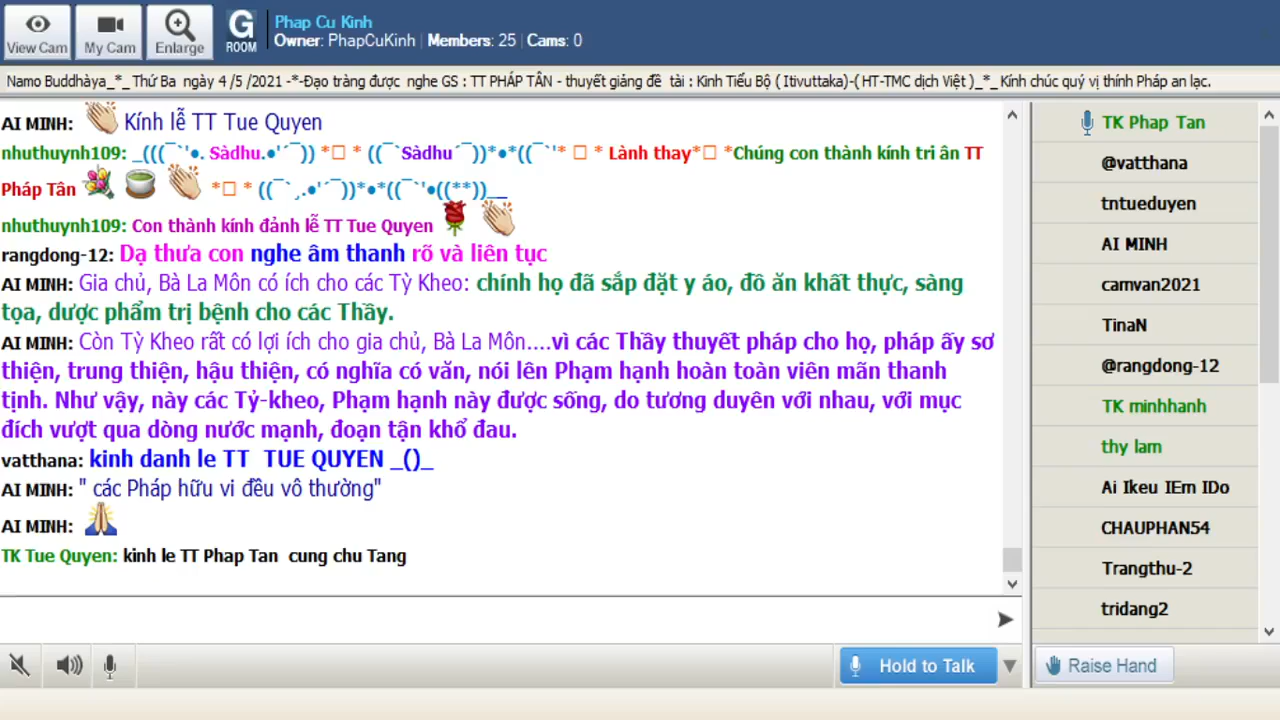 View Cam
My Cam
Enlarge
G
ROOM
Phap Cu Kinh
Owner: PhapCuKinh | Members: 25 | Cams: 0
Namo Buddhàya_*_Thứ Ba ngày 4 /5 /2021 -*-Đạo tràng được nghe GS : TT PHÁP TÂN - thuyết giảng đề tài : Kinh Tiểu Bộ ( Itivuttaka)-( HT-TMC dịch Việt )_*_Kính chúc quý vị thính Pháp an lạc.
AI MINH: Kính lễ TT Tue Quyen
nhuthuynh109: _(((¯`'•. Sàdhu.•'´¯)) *▯ * ((¯`Sàdhu´¯))*•*((¯`'* ▯ * Lành thay*▯ *Chúng con thành kính tri ân TT
Pháp Tân *▯ * ((¯`¸.•'´¯))*•*((¯`'•((**))__
nhuthuynh109: Con thành kính đảnh lễ TT Tue Quyen
rangdong-12: Dạ thưa con nghe âm thanh rõ và liên tục
AI MINH: Gia chủ, Bà La Môn có ích cho các Tỳ Kheo: chính họ đã sắp đặt y áo, đồ ăn khất thực, sàng
tọa, dược phẩm trị bệnh cho các Thầy.
AI MINH: Còn Tỳ Kheo rất có lợi ích cho gia chủ, Bà La Môn....vì các Thầy thuyết pháp cho họ, pháp ấy sơ
thiện, trung thiện, hậu thiện, có nghĩa có văn, nói lên Phạm hạnh hoàn toàn viên mãn thanh
tịnh. Như vậy, này các Tỷ-kheo, Phạm hạnh này được sống, do tương duyên với nhau, với mục
đích vượt qua dòng nước mạnh, đoạn tận khổ đau.
vatthana: kinh danh le TT TUE QUYEN _()_
AI MINH: " các Pháp hữu vi đều vô thường"
AI MINH:
TK Tue Quyen: kinh le TT Phap Tan cung chu Tang
Hold to Talk
TK Phap Tan
@vatthana
tntueduyen
AI MINH
camvan2021
TinaN
@rangdong-12
TK minhhanh
thy lam
Ai Ikeu IEm IDo
CHAUPHAN54
Trangthu-2
tridang2
Raise Hand